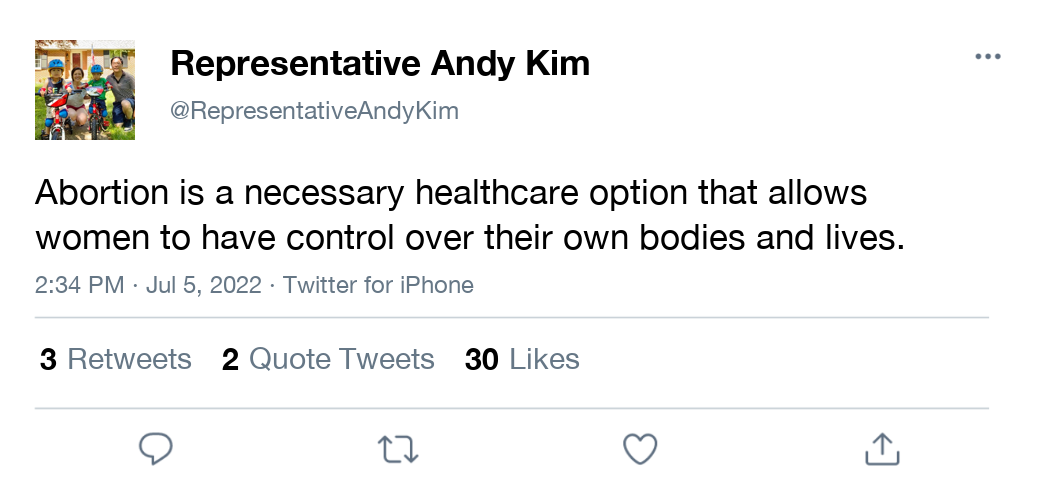 Representative Andy Kim
@RepresentativeAndyKim
Abortion is a necessary healthcare option that allows
women to have control over their own bodies and lives.
2:34 PM · Jul 5, 2022 · Twitter for iPhone
3 Retweets 2 Quote Tweets 30 Likes